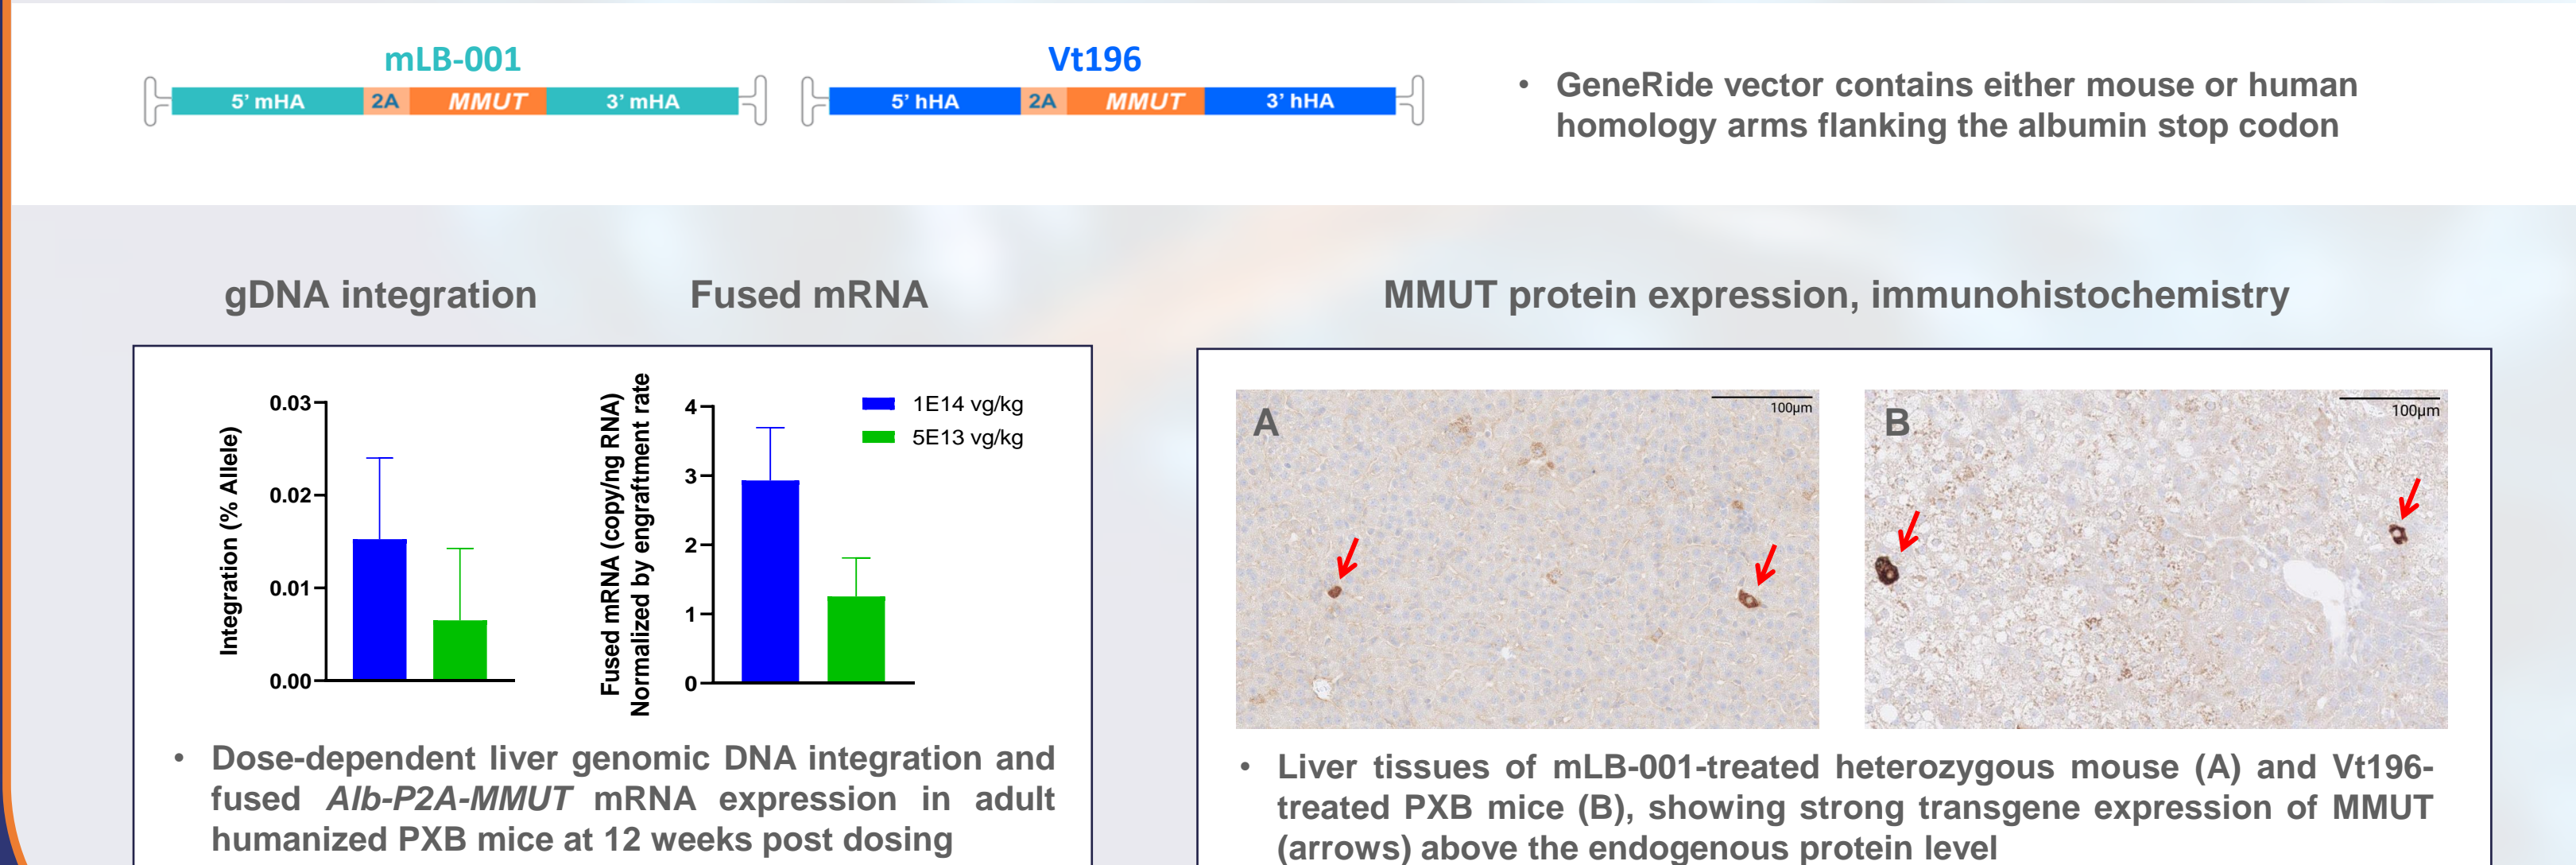 mLB-001
5’ mHA 2A MMUT 3’ mHA
Vt196
5’ hHA 2A MMUT 3’ hHA
• GeneRide vector contains either mouse or human
homology arms flanking the albumin stop codon
gDNA integration
Fused mRNA
Integration (% Allele)
0.03
0.02
0.01
0.00
Fused mRNA (copy/ng RNA)
Normalized by engraftment rate
4
3
2
1
0
1E14 vg/kg
5E13 vg/kg
• Dose-dependent liver genomic DNA integration and
fused Alb-P2A-MMUT mRNA expression in adult
humanized PXB mice at 12 weeks post dosing
MMUT protein expression, immunohistochemistry
A
100µm
B
100µm
• Liver tissues of mLB-001-treated heterozygous mouse (A) and Vt196-
treated PXB mice (B), showing strong transgene expression of MMUT
(arrows) above the endogenous protein level